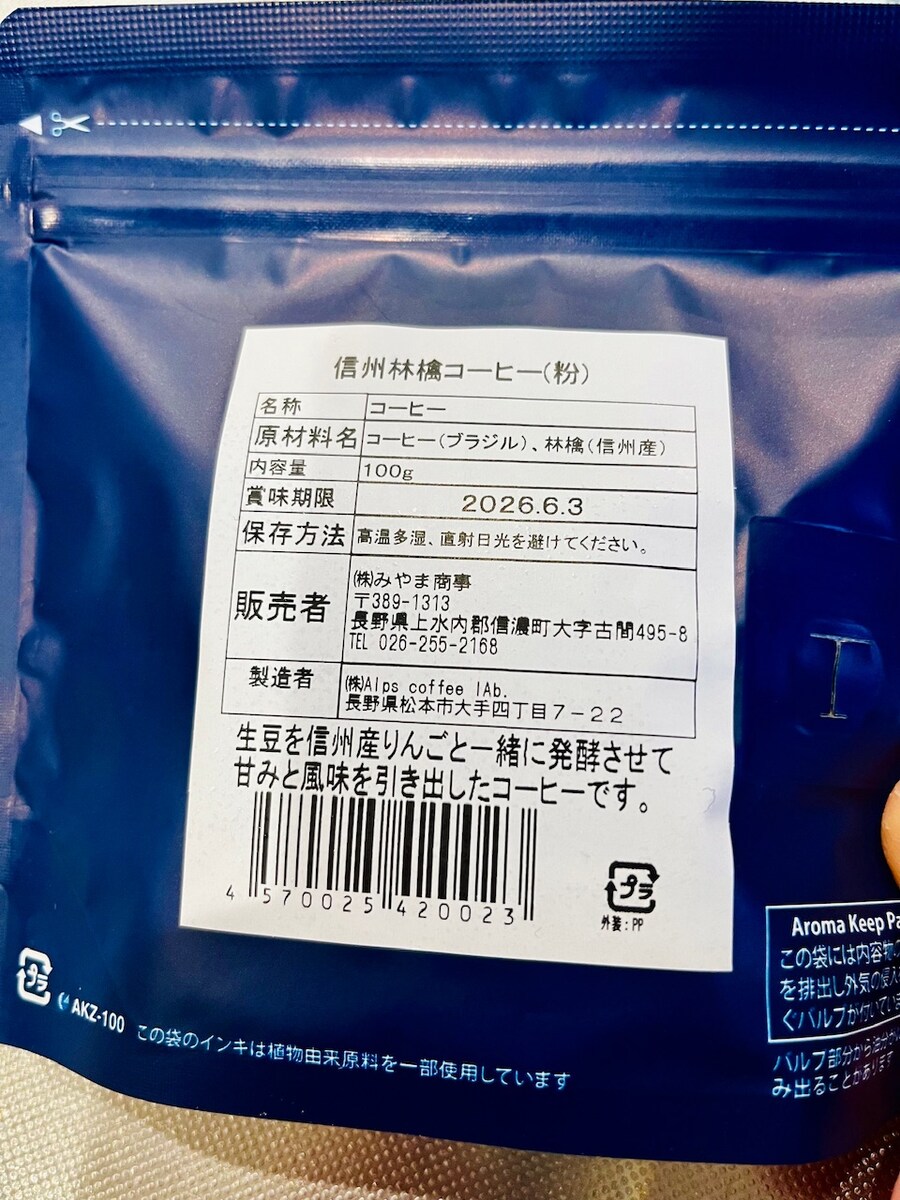 信州林檎コーヒー(粉)
名称 コーヒー
原材料名 コーヒー(ブラジル)、林檎(信州産)
内容量 100g
賞味期限 2026.6.3
保存方法 高温多湿、直射日光を避けてください。
販売者 ㈱みやま商事
〒389-1313
長野県上水内郡信濃町大字古間495-8
TEL 026-255-2168
製造者 ㈱Alps coffee lAb.
長野県松本市大手四丁目7-22
生豆を信州産りんごと一緒に発酵させて
甘みと風味を引き出したコーヒーです。
4 570025 420023
プラ
外装:PP
プラ
AKZ-100 この袋のインキは植物由来原料を一部使用しています
Aroma Keep
この袋には内容物
を排出し外気の侵入
ぐバルブが付いて
バルブ部分から
み出ることがあります